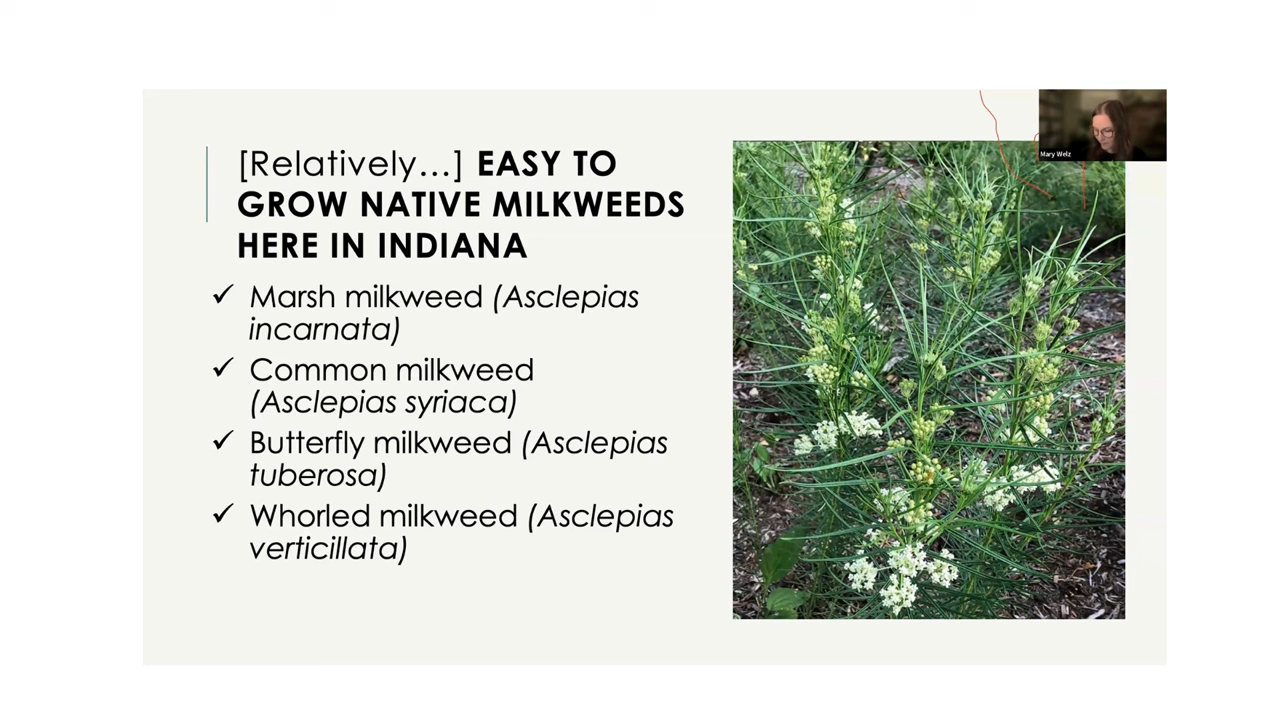 [Relatively…] EASY TO
GROW NATIVE MILKWEEDS
HERE IN INDIANA
✓ Marsh milkweed (Asclepias
incarnata)
✓ Common milkweed
(Asclepias syriaca)
✓ Butterfly milkweed (Asclepias
tuberosa)
✓ Whorled milkweed (Asclepias
verticillata)
Mary Welz